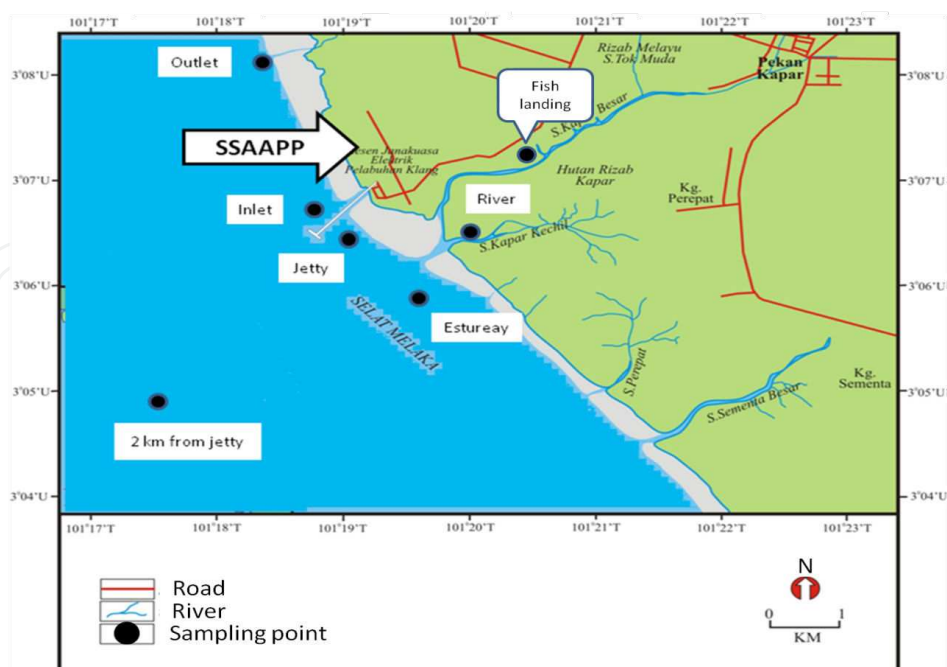 101°17'T 101°18'T 101°19'T 101°20'T 101°21'T 101°22'T 101°23'T
3°08'U
3°08'U
Outlet
Rizab Melayu
S.Tok Muda
Pekan
Kapar
Fish
landing
S.Kapar Besar
SSAAPP
Janakuasa
Elektrik
Pelabuhan Klang
Hutan Rizab
Kapar
3°07'U
3°07'U
Kg.
Perepat
Inlet
River
S.Kapar Kechil
Jetty
3°06'U
3°06'U
SELAT MELAKA
Estureay
S.Perepat
3°05'U
3°05'U
Kg.
Sementa
S.Sementa Besar
2 km from jetty
3°04'U
3°04'U
101°17'T 101°18'T 101°19'T 101°20'T 101°21'T 101°22'T 101°23'T
Road
River
Sampling point
N
0 1
KM